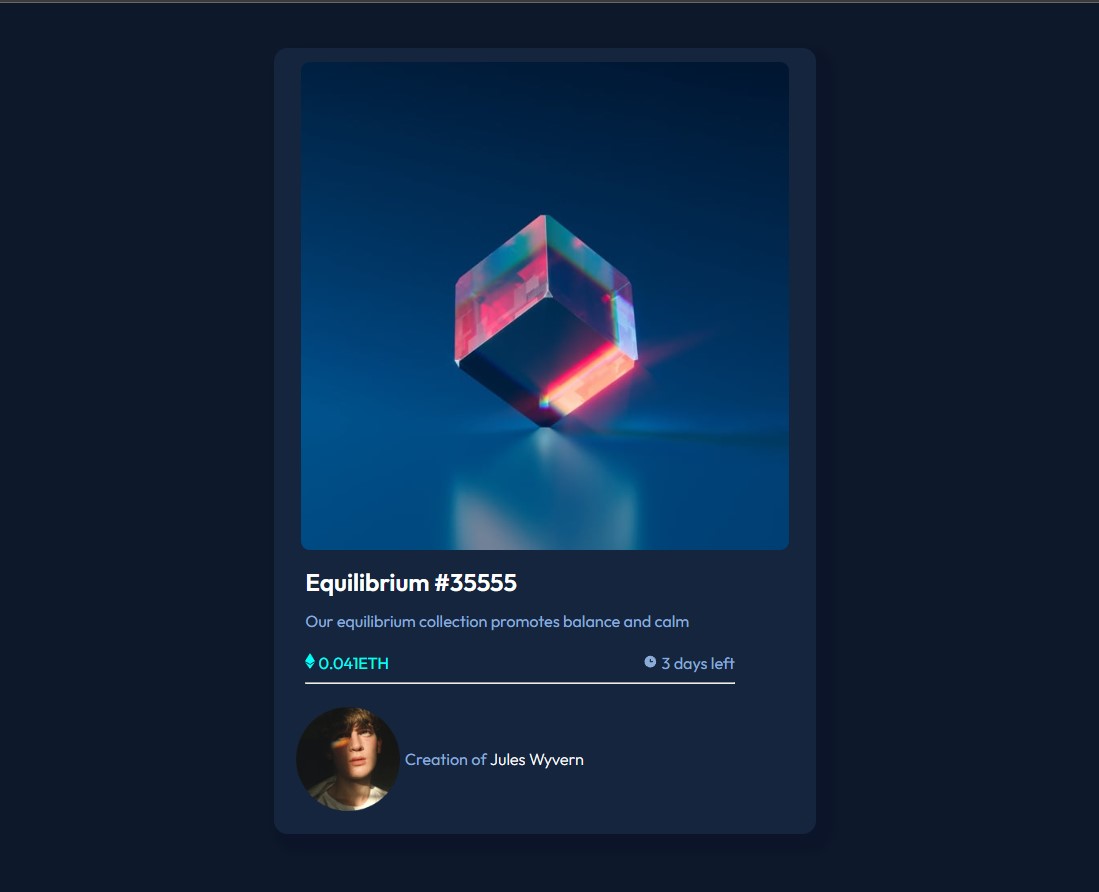 Equilibrium #35555
Our equilibrium collection promotes balance and calm
0.041ETH 3 days left
Creation of Jules Wyvern